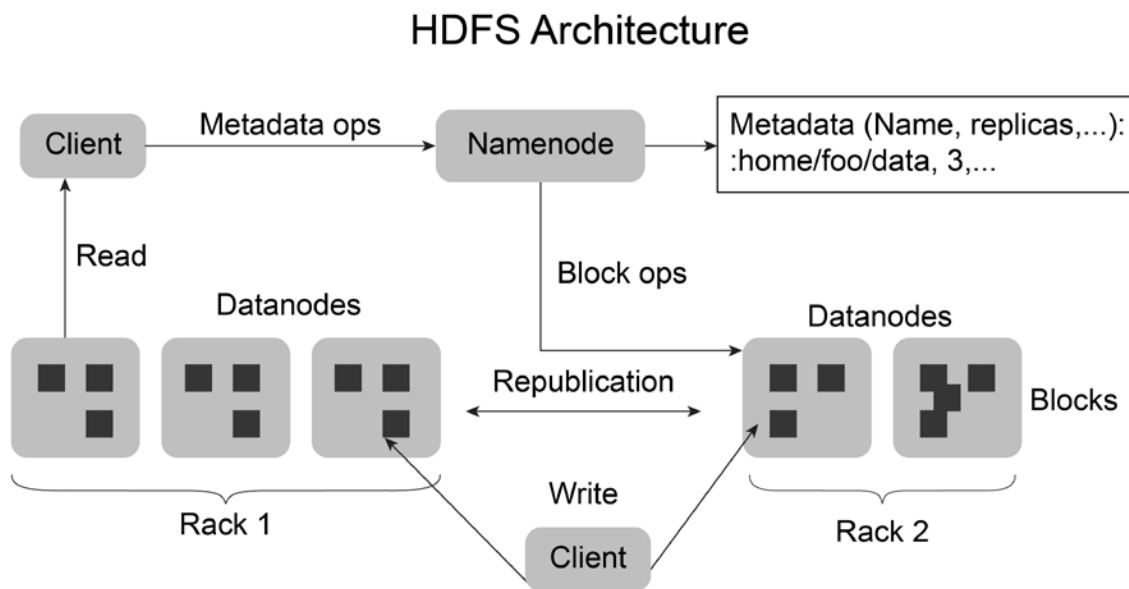 HDFS Architecture
Client
Metadata ops
Namenode
Metadata (Name, replicas,...):
:home/foo/data, 3,...
Read
Block ops
Datanodes
Datanodes
Republication
Blocks
Rack 1
Write
Client
Rack 2